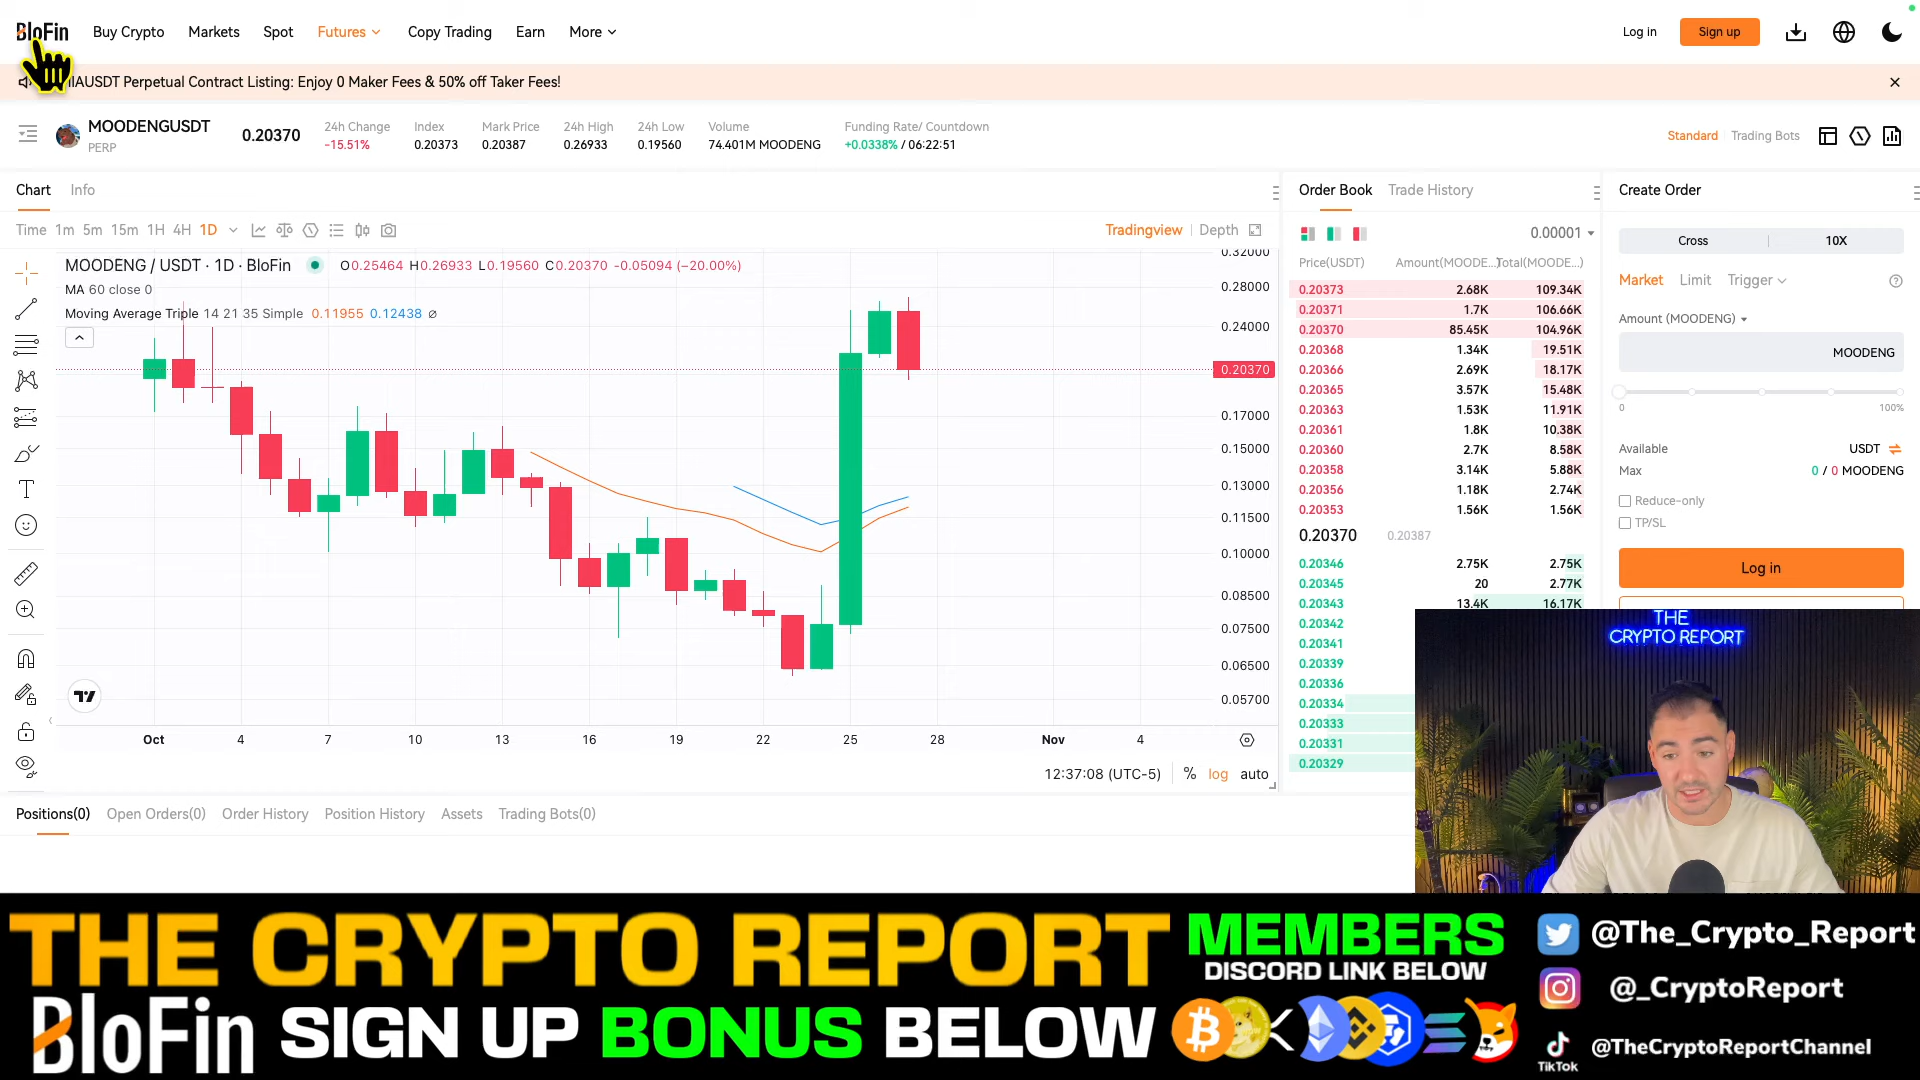 BloFin Buy Crypto Markets Spot Futures Copy Trading Earn More Log in Sign up
IAUSDT Perpetual Contract Listing: Enjoy 0 Maker Fees & 50% off Taker Fees!
MOODENGUSDT
PERP
0.20370
24h Change
-15.51%
Index
0.20373
Mark Price
0.20387
24h High
0.26933
24h Low
0.19560
Volume
74.401M MOODENG
Funding Rate/ Countdown
+0.0338% / 06:22:51
Standard Trading Bots
Chart Info
Time 1m 5m 15m 1H 4H 1D
Tradingview Depth
MOODENG / USDT · 1D · BloFin O0.25464 H0.26933 L0.19560 C0.20370 -0.05094 (−20.00%)
MA 60 close 0
Moving Average Triple 14 21 35 Simple 0.11955 0.12438 ∅
0.32000
0.28000
0.24000
0.20370
0.17000
0.15000
0.13000
0.11500
0.10000
0.08500
0.07500
0.06500
0.05700
Oct 4 7 10 13 16 19 22 25 28 Nov 4
12:37:08 (UTC-5) % log auto
Order Book Trade History
0.00001
Price(USDT) Amount(MOODE...) Total(MOODE...)
0.20373 2.68K 109.34K
0.20371 1.7K 106.66K
0.20370 85.45K 104.96K
0.20368 1.34K 19.51K
0.20366 2.69K 18.17K
0.20365 3.57K 15.48K
0.20363 1.53K 11.91K
0.20361 1.8K 10.38K
0.20360 2.7K 8.58K
0.20358 3.14K 5.88K
0.20356 1.18K 2.74K
0.20353 1.56K 1.56K
0.20370 0.20387
0.20346 2.75K 2.75K
0.20345 20 2.77K
0.20343 13.4K 16.17K
0.20342
0.20341
0.20339
0.20336
0.20334
0.20333
0.20331
0.20329
Create Order
Cross 10X
Market Limit Trigger
Amount (MOODENG)
MOODENG
0 100%
Available USDT
Max 0 / 0 MOODENG
Reduce-only
TP/SL
Log in
THE
CRYPTO REPORT
Positions(0) Open Orders(0) Order History Position History Assets Trading Bots(0)
THE CRYPTO REPORT
BloFin SIGN UP BONUS BELOW
MEMBERS
DISCORD LINK BELOW
@The_Crypto_Report
@_CryptoReport
TikTok
@TheCryptoReportChannel